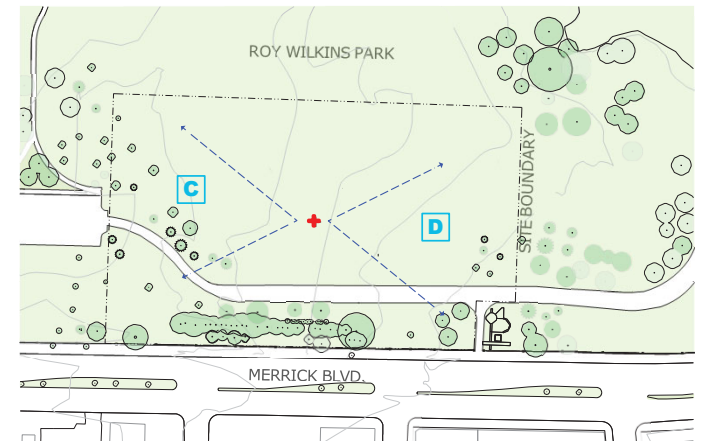 ROY WILKINS PARK
C
D
SITE BOUNDARY
MERRICK BLVD.